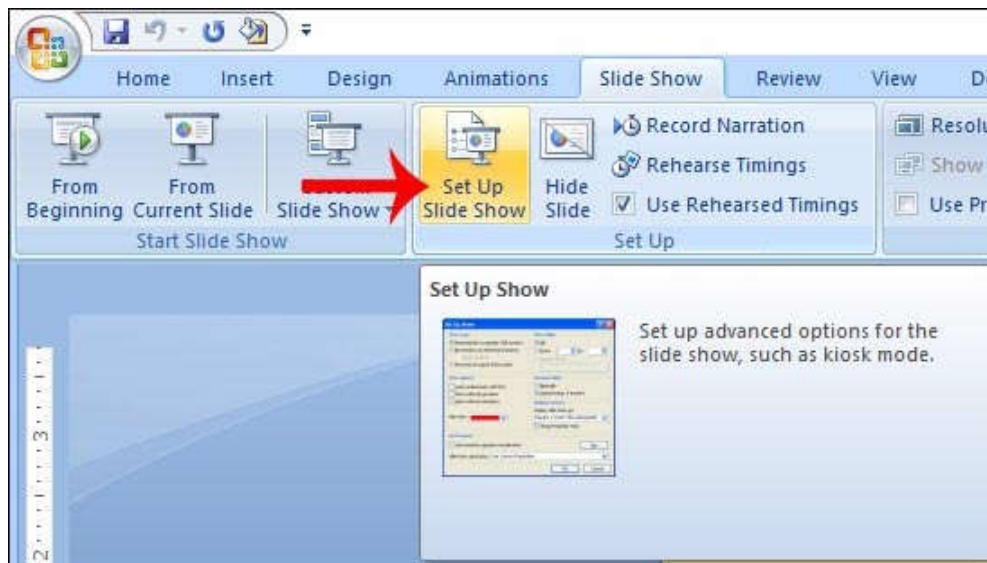 Home Insert Design Animations Slide Show Review View
Record Narration
Rehearse Timings
Use Rehearsed Timings
Show
From Beginning
From Current Slide
Slide Show
Set Up Slide Show
Hide Slide
Start Slide Show
Set Up
Set Up Show
Set up advanced options for the
slide show, such as kiosk mode.
3
2